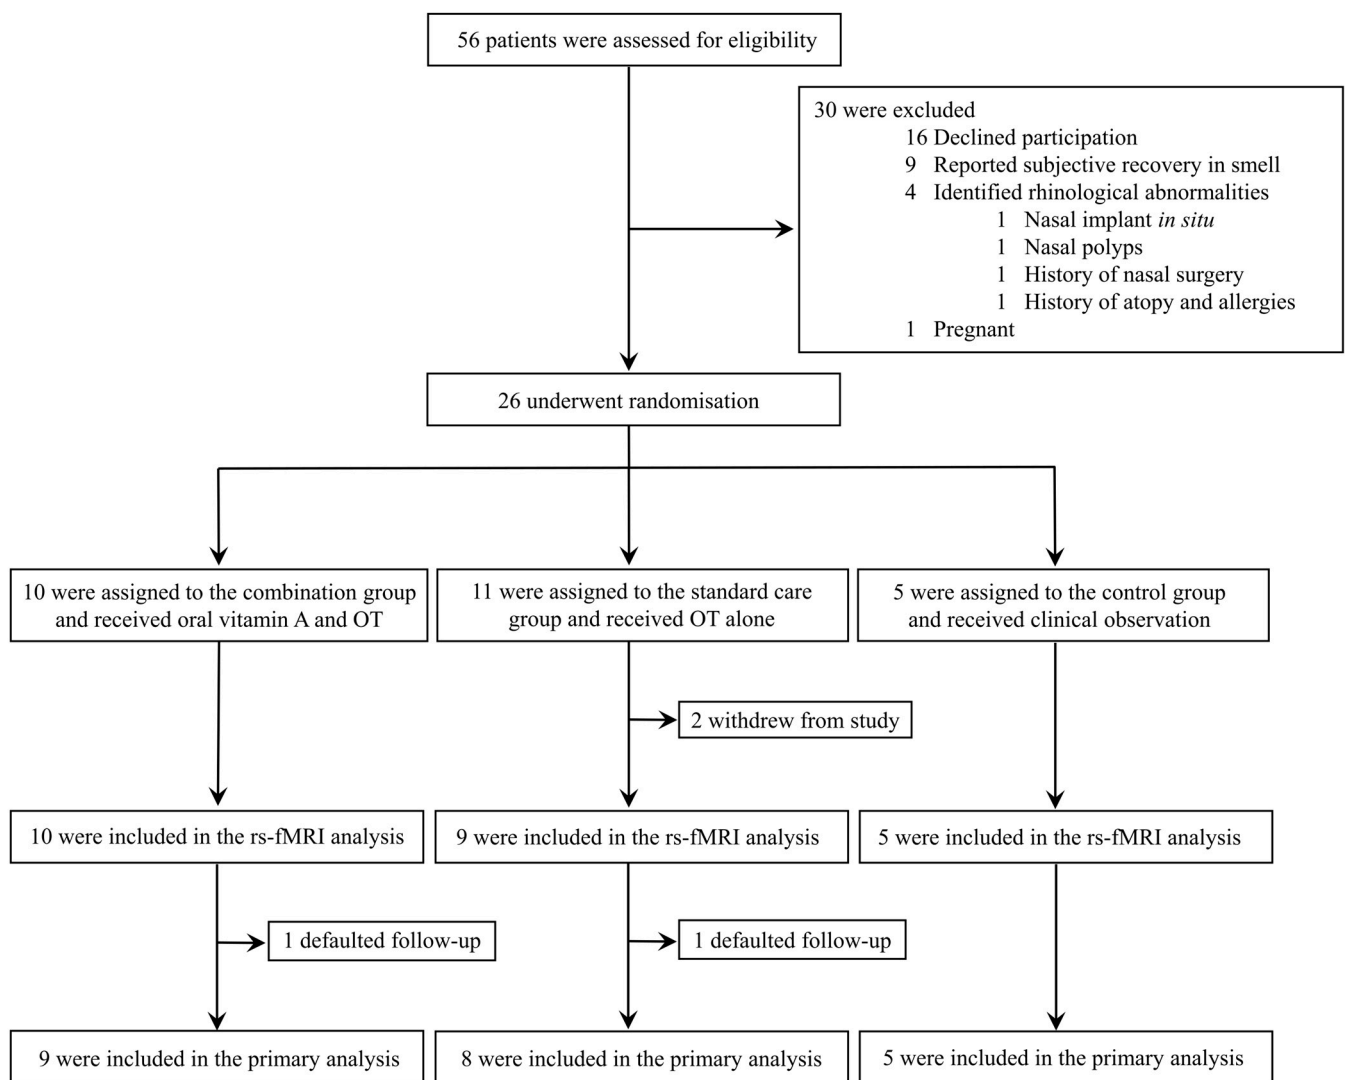 56 patients were assessed for eligibility
30 were excluded
16 Declined participation
9 Reported subjective recovery in smell
4 Identified rhinological abnormalities
1 Nasal implant in situ
1 Nasal polyps
1 History of nasal surgery
1 History of atopy and allergies
1 Pregnant
26 underwent randomisation
10 were assigned to the combination group
and received oral vitamin A and OT
11 were assigned to the standard care
group and received OT alone
5 were assigned to the control group
and received clinical observation
2 withdrew from study
10 were included in the rs-fMRI analysis
9 were included in the rs-fMRI analysis
5 were included in the rs-fMRI analysis
1 defaulted follow-up
1 defaulted follow-up
9 were included in the primary analysis
8 were included in the primary analysis
5 were included in the primary analysis